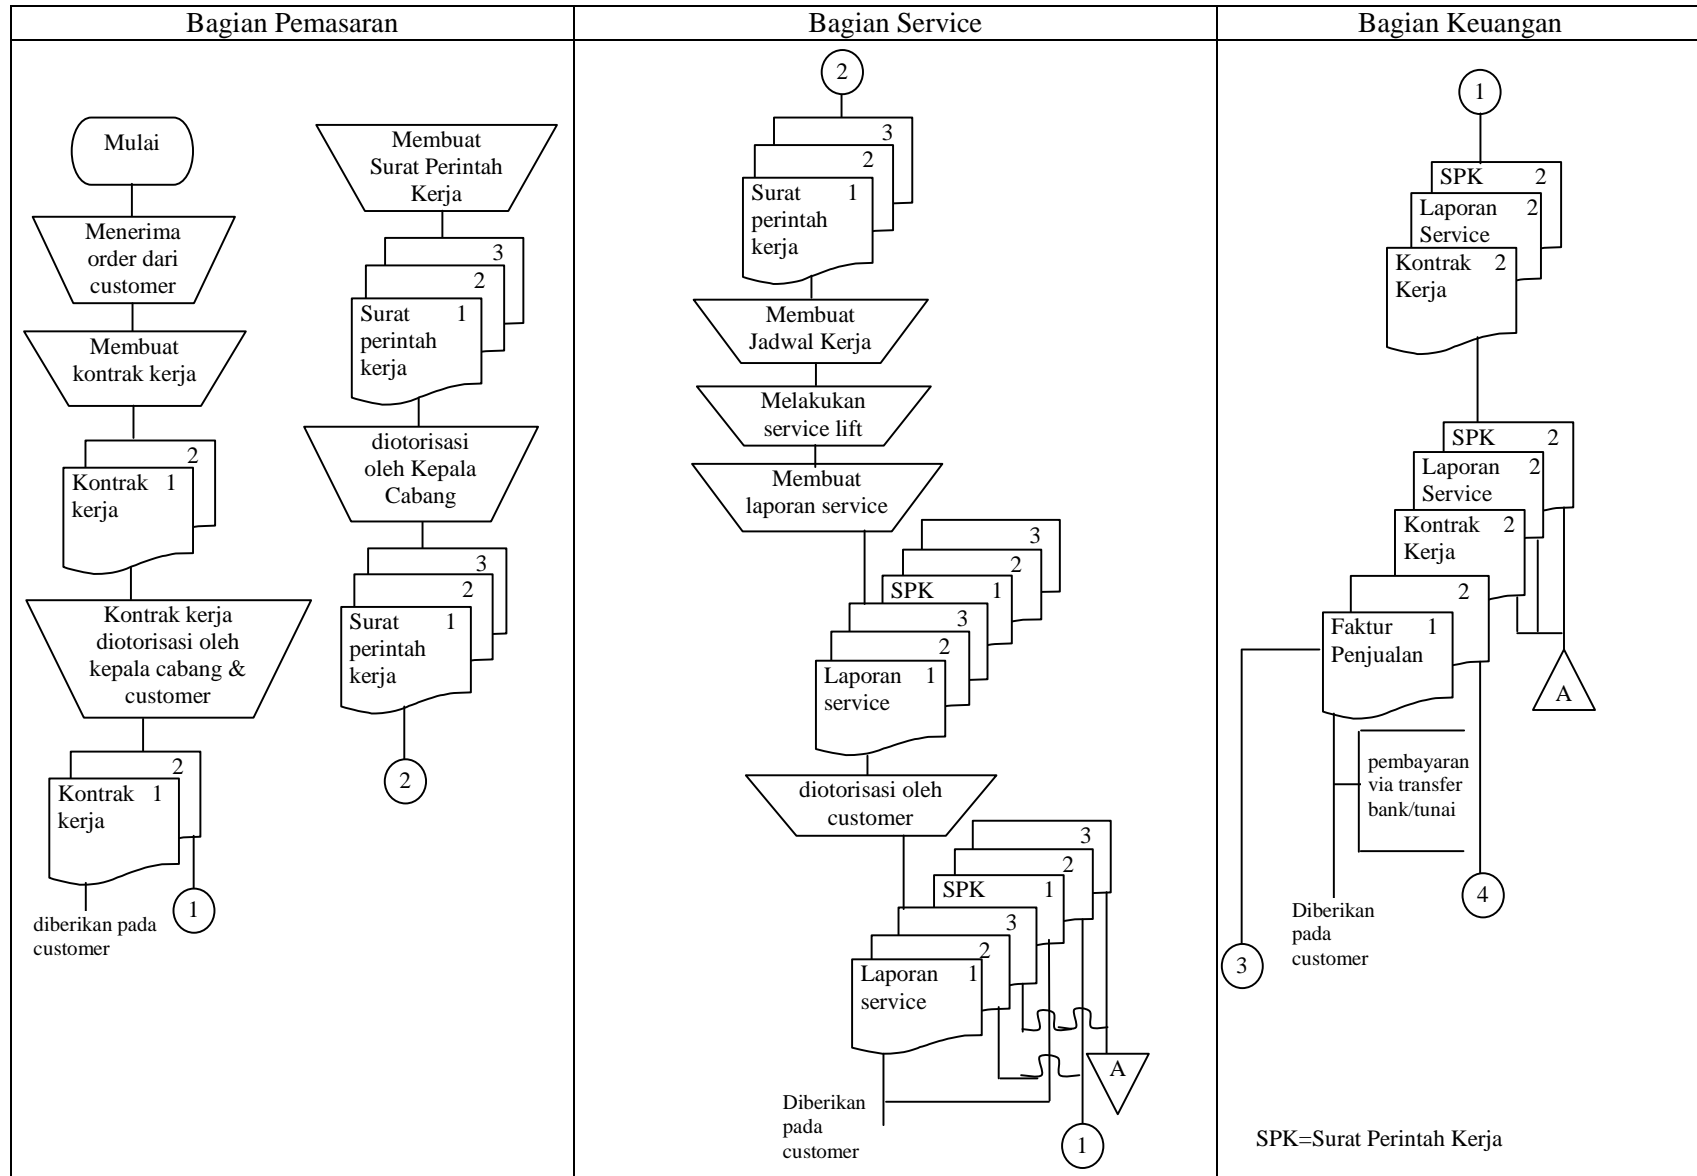 Bagian Pemasaran
Bagian Service
Bagian Keuangan
Mulai
Menerima
order dari
customer
Membuat
kontrak kerja
2
Kontrak 1
kerja
Kontrak kerja
diotorisasi oleh
kepala cabang &
customer
2
Kontrak 1
kerja
diberikan pada
customer
1
Membuat
Surat Perintah
Kerja
3
2
Surat 1
perintah
kerja
diotorisasi
oleh Kepala
Cabang
3
2
Surat 1
perintah
kerja
2
2
3
2
Surat 1
perintah
kerja
Membuat
Jadwal Kerja
Melakukan
service lift
Membuat
laporan service
3
2
SPK 1
3
2
Laporan 1
service
diotorisasi oleh
customer
3
2
SPK 1
3
2
Laporan 1
service
A
Diberikan
pada
customer
1
1
SPK 2
Laporan 2
Service
Kontrak 2
Kerja
SPK 2
Laporan 2
Service
Kontrak 2
Kerja
2
Faktur 1
Penjualan
A
pembayaran
via transfer
bank/tunai
4
Diberikan
pada
customer
3
SPK=Surat Perintah Kerja